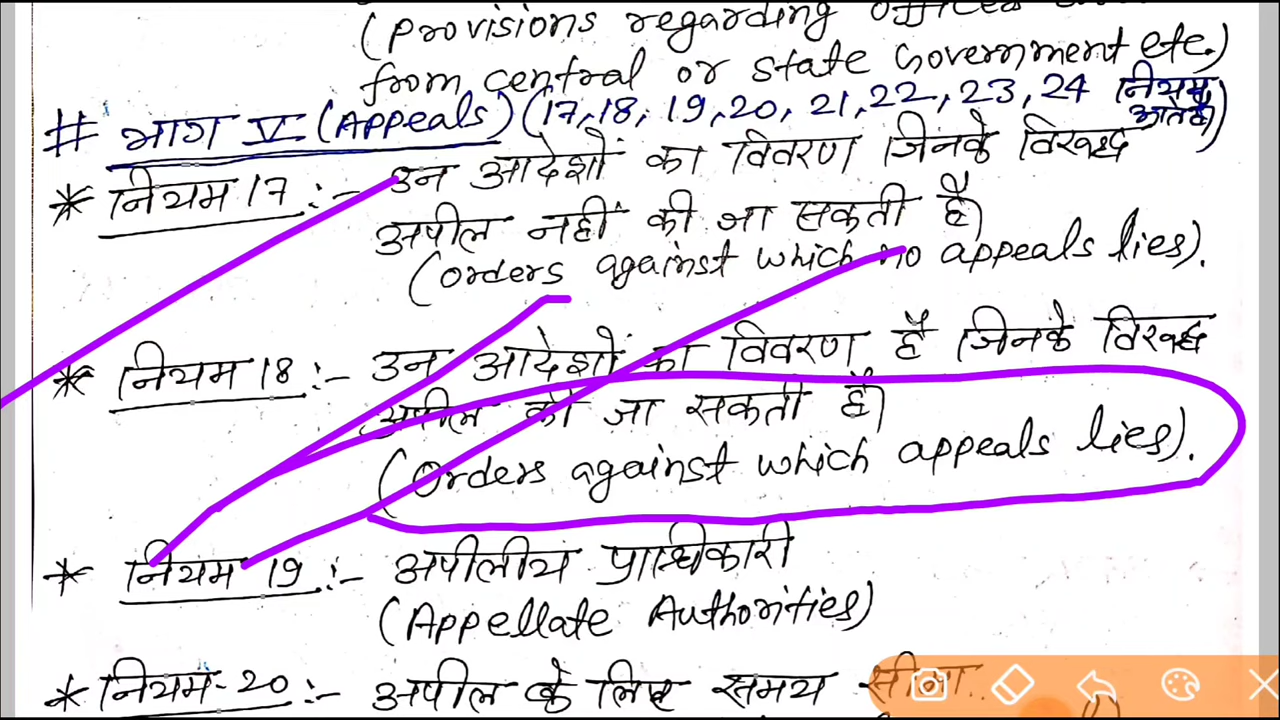 (Provisions regarding officers
from central or state Government etc.)
# भाग V (Appeals) (17, 18, 19, 20, 21, 22, 23, 24 नियम आते है)
* नियम 17 :- उन आदेशों का विवरण जिनके विरूध्द
अपील नहीं की जा सकती है।
(Orders against which no appeals lies).
* नियम 18 :- उन आदेशों का विवरण है जिनके विरूध्द
अपील की जा सकती है।
(Orders against which appeals lies).
* नियम 19 :- अपीलीय प्राधिकारी
(Appellate Authorities)
* नियम-20 :- अपील के लिए समय सीमा